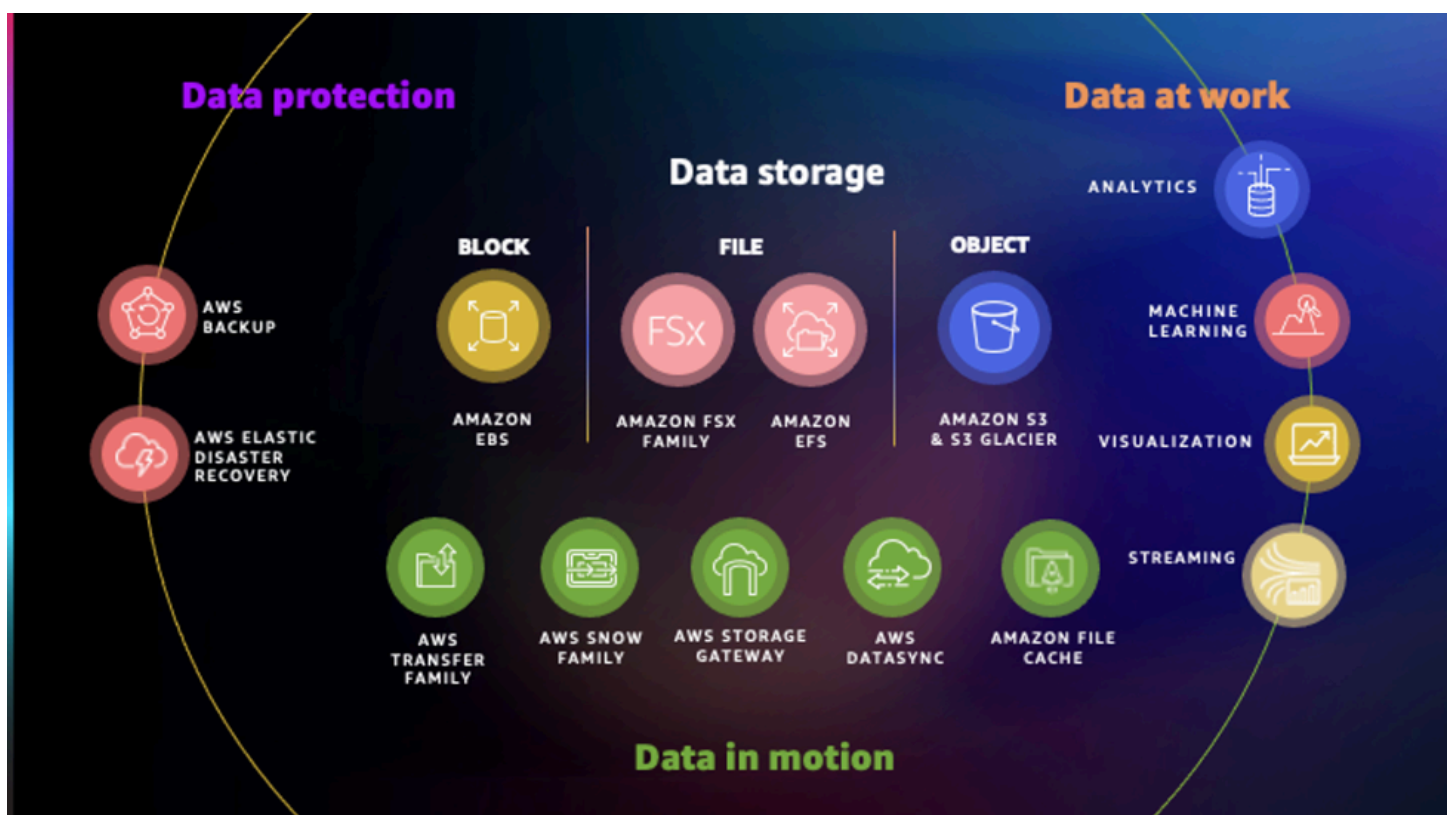 Data protection
Data at work
Data storage
ANALYTICS
BLOCK
FILE
OBJECT
AWS
BACKUP
FSx
MACHINE
LEARNING
AMAZON
EBS
AMAZON FSX
FAMILY
AMAZON
EFS
AMAZON S3
& S3 GLACIER
VISUALIZATION
AWS ELASTIC
DISASTER
RECOVERY
STREAMING
AWS
TRANSFER
FAMILY
AWS SNOW
FAMILY
AWS STORAGE
GATEWAY
AWS
DATASYNC
AMAZON FILE
CACHE
Data in motion